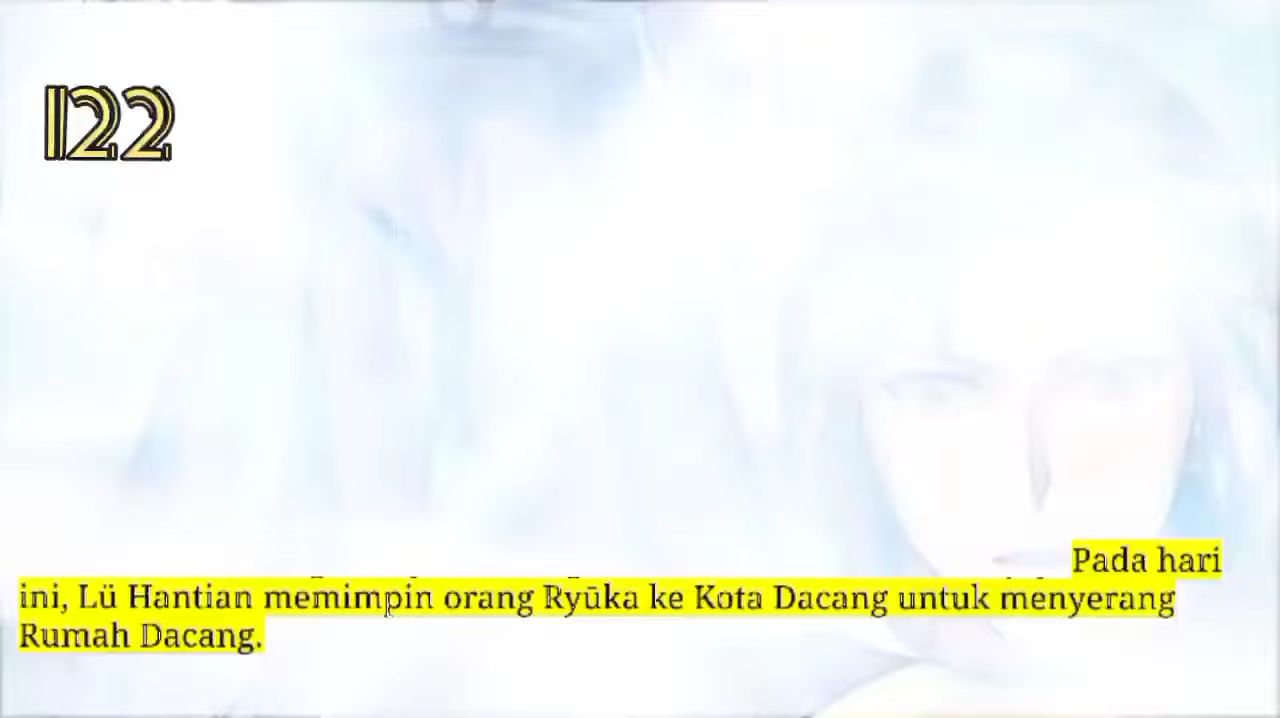 122
Pada hari
ini, Lü Hantian memimpin orang Ryūka ke Kota Dacang untuk menyerang
Rumah Dacang.